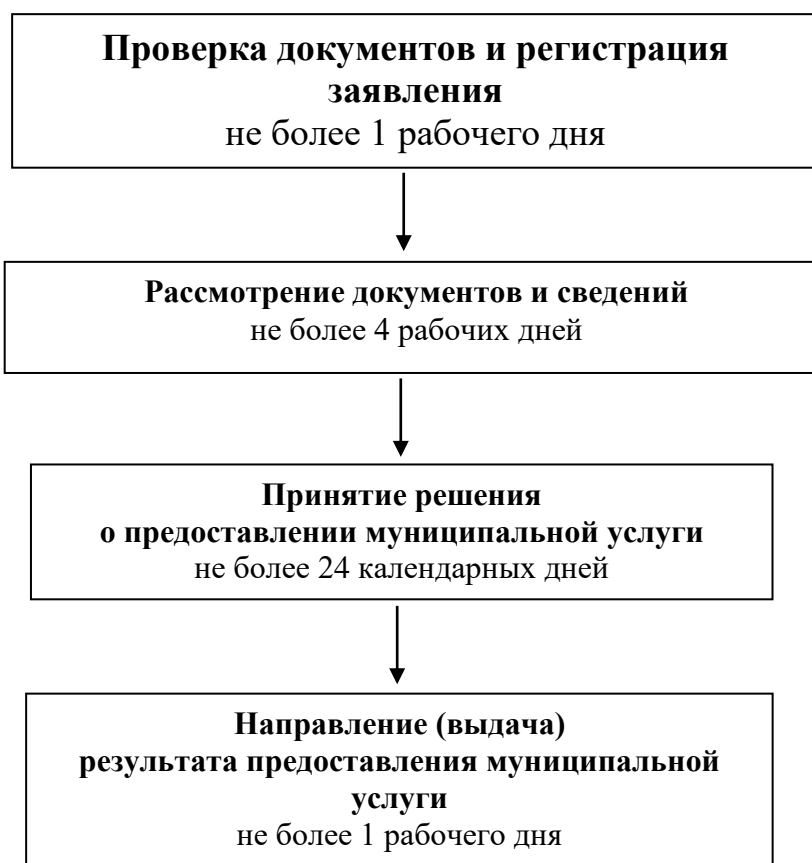 Проверка документов и регистрация
заявления
не более 1 рабочего дня
Рассмотрение документов и сведений
не более 4 рабочих дней
Принятие решения
о предоставлении муниципальной услуги
не более 24 календарных дней
Направление (выдача)
результата предоставления муниципальной
услуги
не более 1 рабочего дня